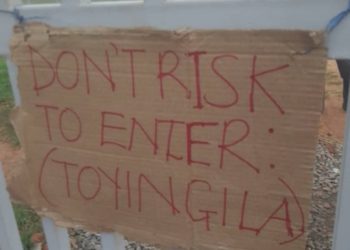 DON'T RISK
TO ENTER:
(TOYINGILA)